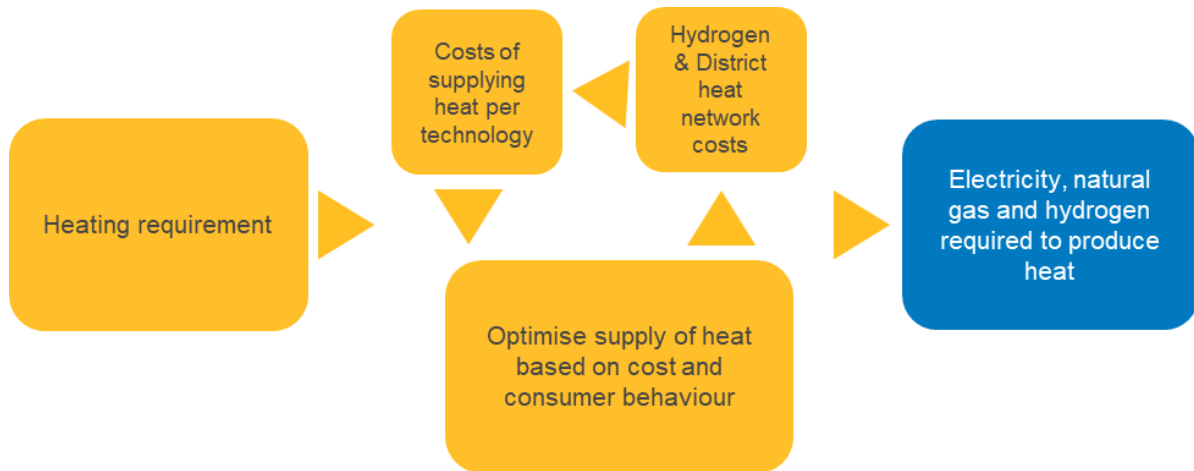 Heating requirement
Costs of
supplying
heat per
technology
Hydrogen
& District
heat
network
costs
Optimise supply of heat
based on cost and
consumer behaviour
Electricity, natural
gas and hydrogen
required to produce
heat